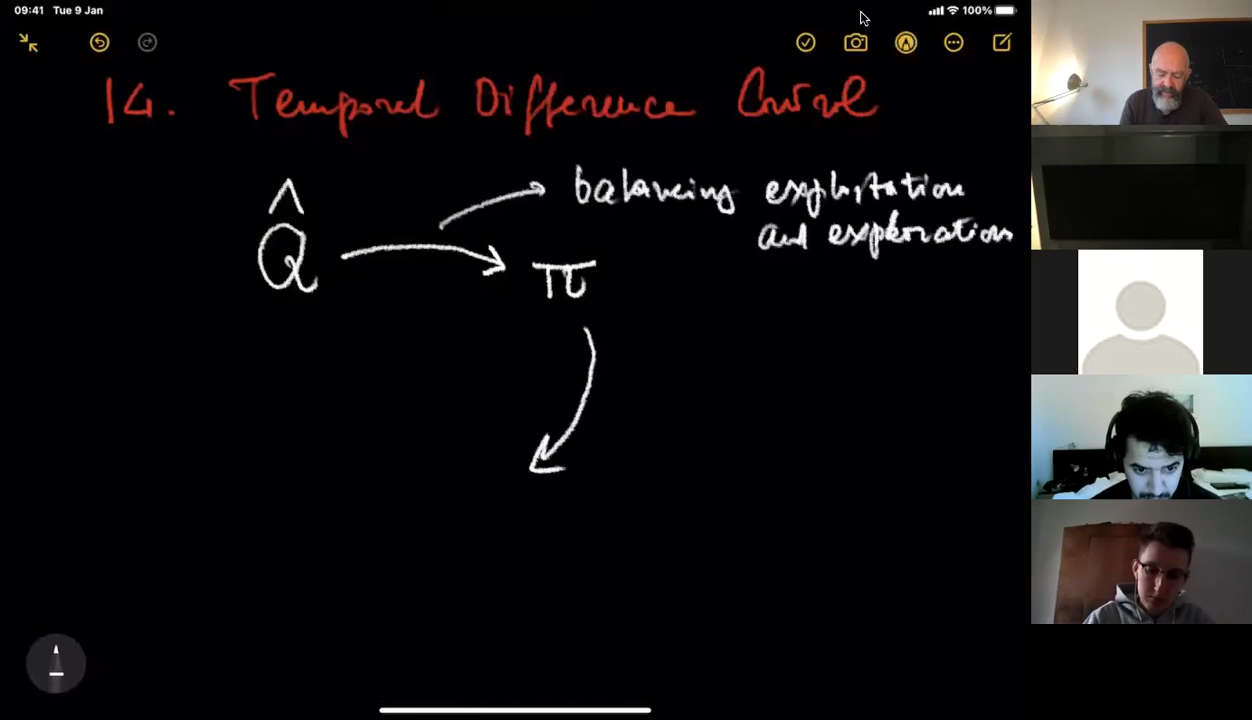 09:41 Tue 9 Jan 100%
14. Temporal Difference Control
balancing exploitation
and exploration
Q̂
π